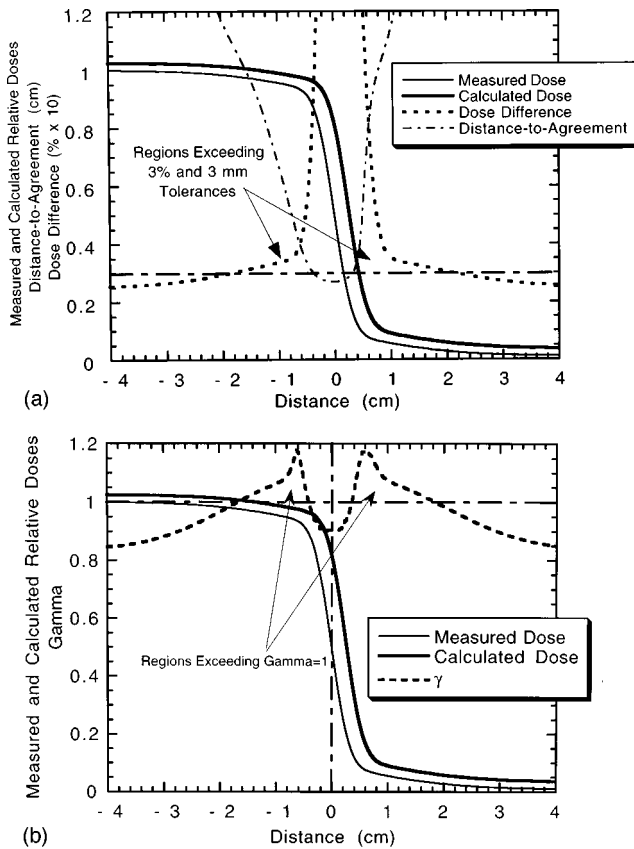 Measured and Calculated Relative Doses
Distance-to-Agreement (cm)
Dose Difference (% x 10)
1.2
1
0.8
0.6
0.4
0.2
0
Measured Dose
Calculated Dose
Dose Difference
Distance-to-Agreement
Regions Exceeding
3% and 3 mm
Tolerances
- 4 - 3 - 2 - 1 0 1 2 3 4
(a)
Distance (cm)
Measured and Calculated Relative Doses
Gamma
1.2
1
0.8
0.6
0.4
0.2
0
Regions Exceeding Gamma=1
Measured Dose
Calculated Dose
γ
- 4 - 3 - 2 - 1 0 1 2 3 4
(b)
Distance (cm)